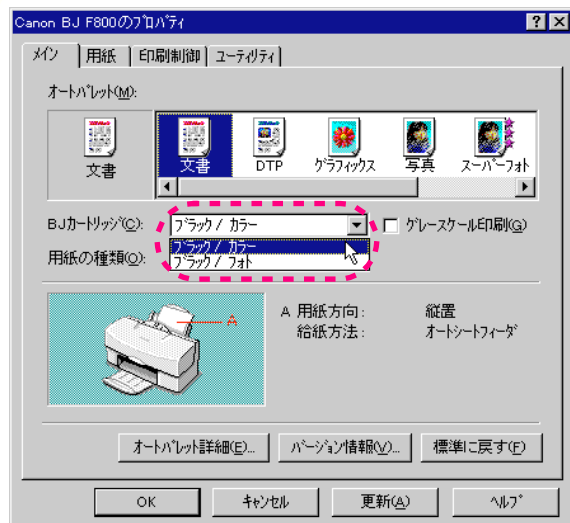 Canon BJ F800のﾌﾟﾛﾊﾟﾃｨ
ﾒｲﾝ 用紙 印刷制御 ﾕｰﾃｨﾘﾃｨ
ｵｰﾄﾊﾟﾚｯﾄ(M):
文書 文書 DTP ｸﾞﾗﾌｨｯｸｽ 写真 ｽｰﾊﾟｰﾌｫﾄ
BJｶｰﾄﾘｯｼﾞ(C): ﾌﾞﾗｯｸ / ｶﾗｰ ｸﾞﾚｰｽｹｰﾙ印刷(G)
ﾌﾞﾗｯｸ / ｶﾗｰ
用紙の種類(O): ﾌﾞﾗｯｸ / ﾌｫﾄ
A
A 用紙方向: 縦置
給紙方法: ｵｰﾄｼｰﾄﾌｨｰﾀﾞ
ｵｰﾄﾊﾟﾚｯﾄ詳細(E)... ﾊﾞｰｼﾞｮﾝ情報(V)... 標準に戻す(F)
OK ｷｬﾝｾﾙ 更新(A) ﾍﾙﾌﾟ